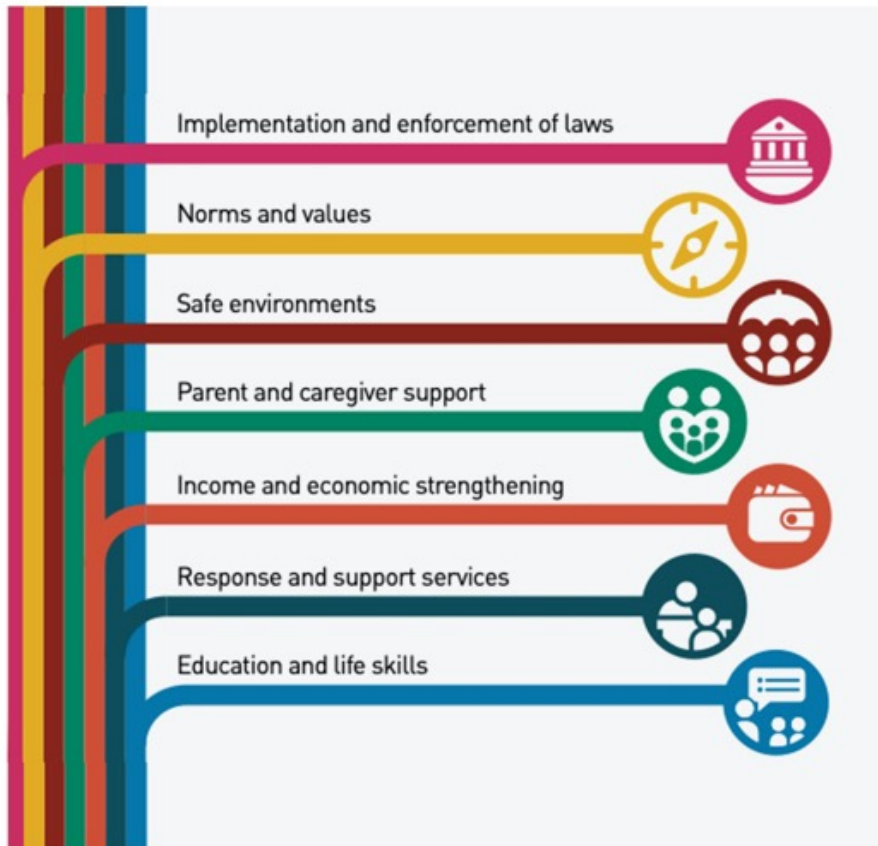 Implementation and enforcement of laws
Norms and values
Safe environments
Parent and caregiver support
Income and economic strengthening
Response and support services
Education and life skills